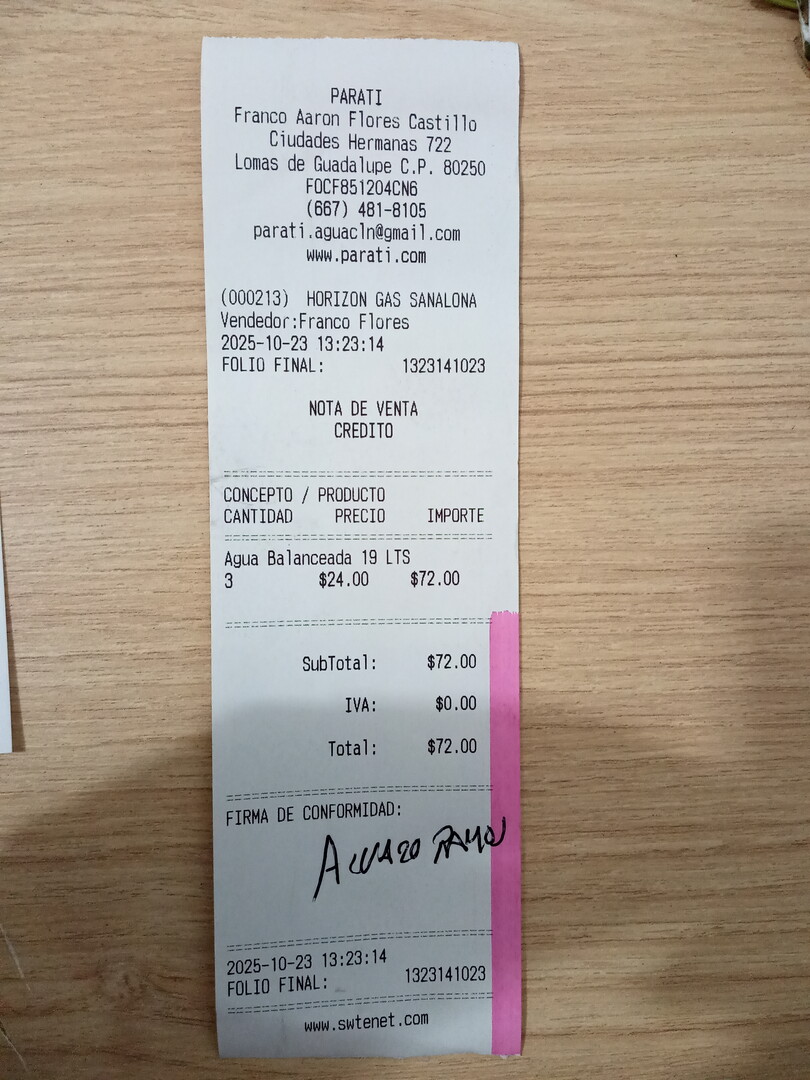 PARATI
Franco Aaron Flores Castillo
Ciudades Hermanas 722
Lomas de Guadalupe C.P. 80250
FOCF851204CN6
(667) 481-8105
parati.aguacln@gmail.com
www.parati.com
(000213) HORIZON GAS SANALONA
Vendedor:Franco Flores
2025-10-23 13:23:14
FOLIO FINAL: 1323141023
NOTA DE VENTA
CREDITO
CONCEPTO / PRODUCTO
CANTIDAD PRECIO IMPORTE
Agua Balanceada 19 LTS
3 $24.00 $72.00
SubTotal: $72.00
IVA: $0.00
Total: $72.00
FIRMA DE CONFORMIDAD:
2025-10-23 13:23:14
FOLIO FINAL: 1323141023
www.swtenet.com